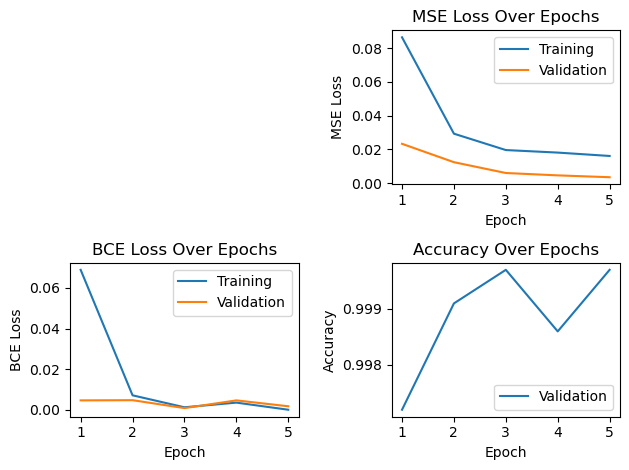 MSE Loss Over Epochs
0.08
0.06
0.04
0.02
0.00
MSE Loss
Training
Validation
1 2 3 4 5
Epoch
BCE Loss Over Epochs
0.06
0.04
0.02
0.00
BCE Loss
Training
Validation
1 2 3 4 5
Epoch
Accuracy Over Epochs
0.999
0.998
Accuracy
Validation
1 2 3 4 5
Epoch